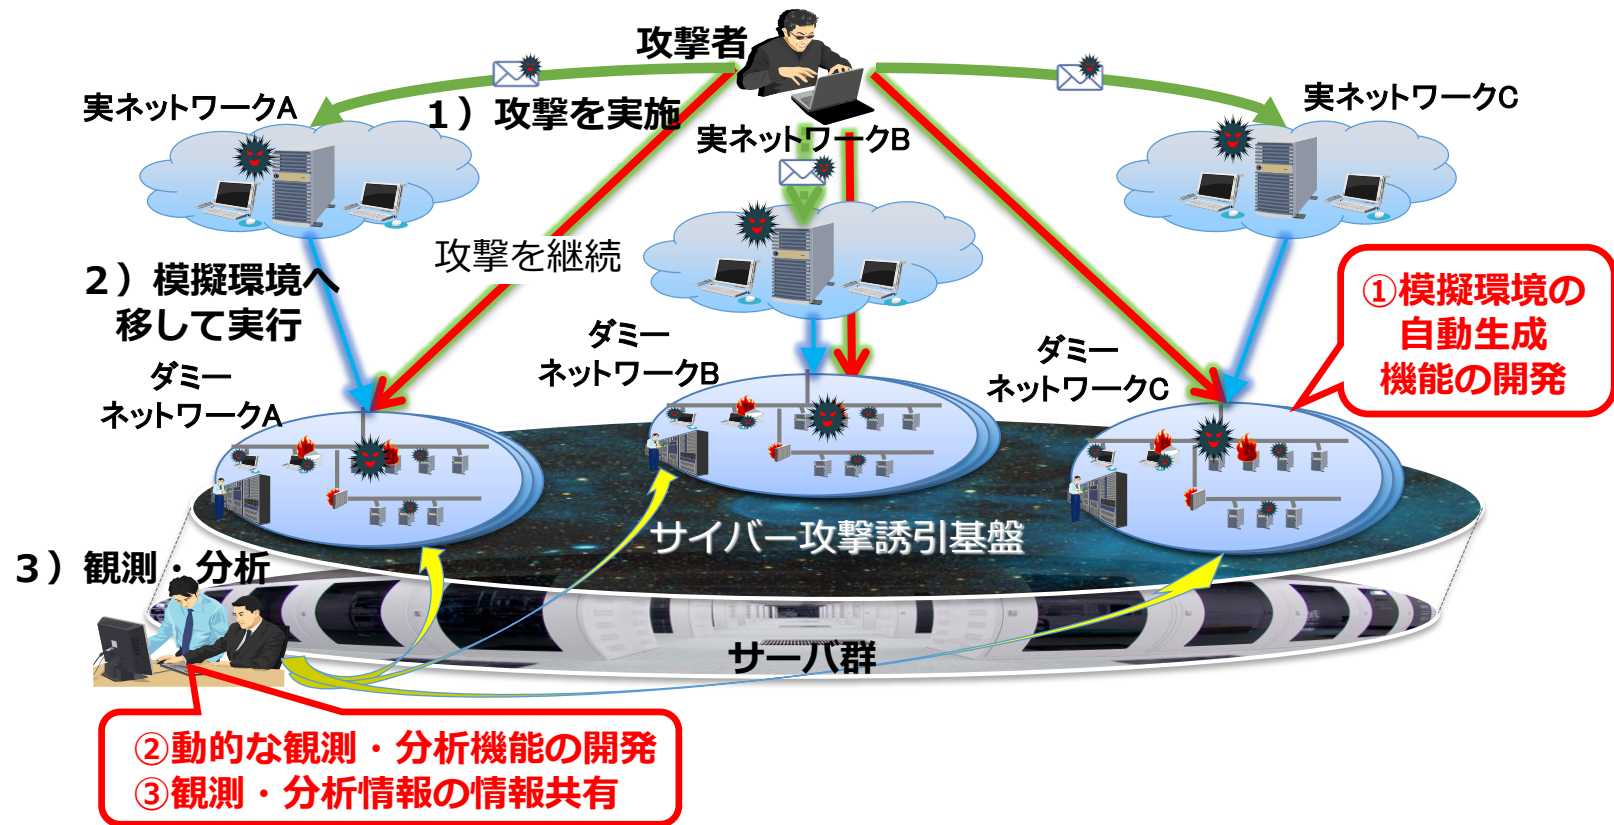 攻撃者
実ネットワークA
1）攻撃を実施
実ネットワークB
実ネットワークC
攻撃を継続
2）模擬環境へ
移して実行
①模擬環境の
自動生成
機能の開発
ダミー
ネットワークA
ダミー
ネットワークB
ダミー
ネットワークC
サイバー攻撃誘引基盤
3）観測・分析
サーバ群
②動的な観測・分析機能の開発
③観測・分析情報の情報共有